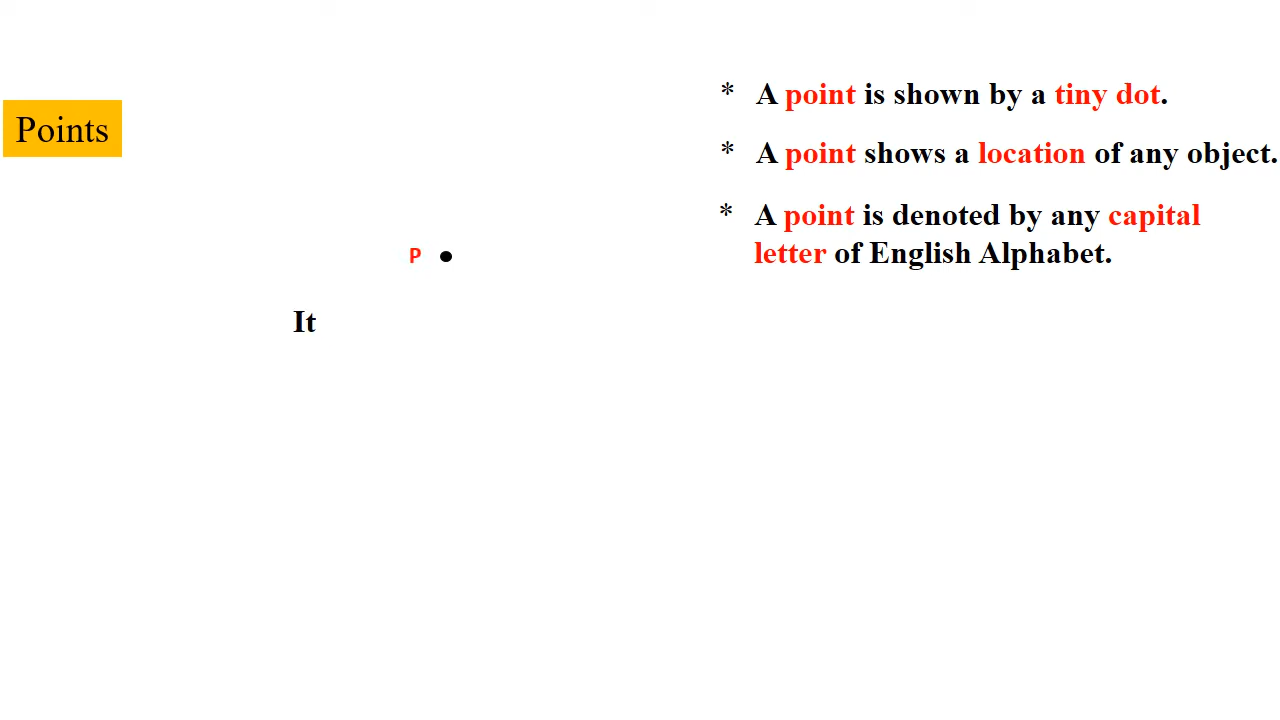 Points
* A point is shown by a tiny dot.
* A point shows a location of any object.
* A point is denoted by any capital
letter of English Alphabet.
P
It